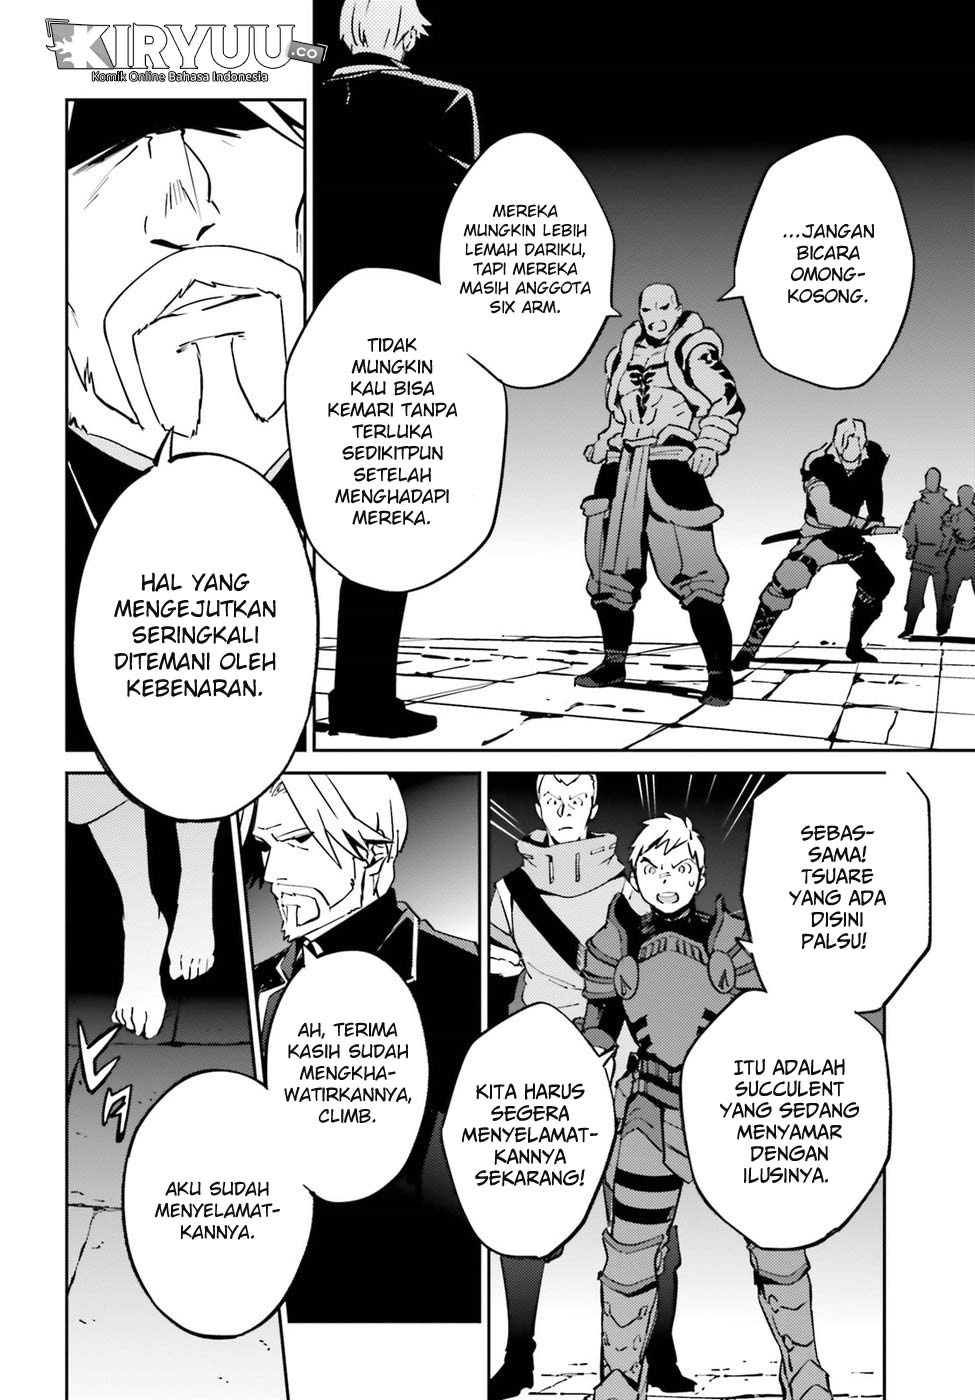 KIRYUU.CO
Komik Online Bahasa Indonesia
...JANGAN
BICARA
OMONG-
KOSONG.
MEREKA
MUNGKIN LEBIH
LEMAH DARIKU,
TAPI MEREKA
MASIH ANGGOTA
SIX ARM.
TIDAK
MUNGKIN
KAU BISA
KEMARI TANPA
TERLUKA
SEDIKITPUN
SETELAH
MENGHADAPI
MEREKA.
HAL YANG
MENGEJUTKAN
SERINGKALI
DITEMANI OLEH
KEBENARAN.
SEBAS-
SAMA!
TSUARE
YANG ADA
DISINI
PALSU!
ITU ADALAH
SUCCULENT
YANG SEDANG
MENYAMAR
DENGAN
ILUSINYA.
KITA HARUS
SEGERA
MENYELAMAT-
KANNYA
SEKARANG!
AH, TERIMA
KASIH SUDAH
MENGKHA-
WATIRKANNYA,
CLIMB.
AKU SUDAH
MENYELAMAT-
KANNYA.
ピタッ